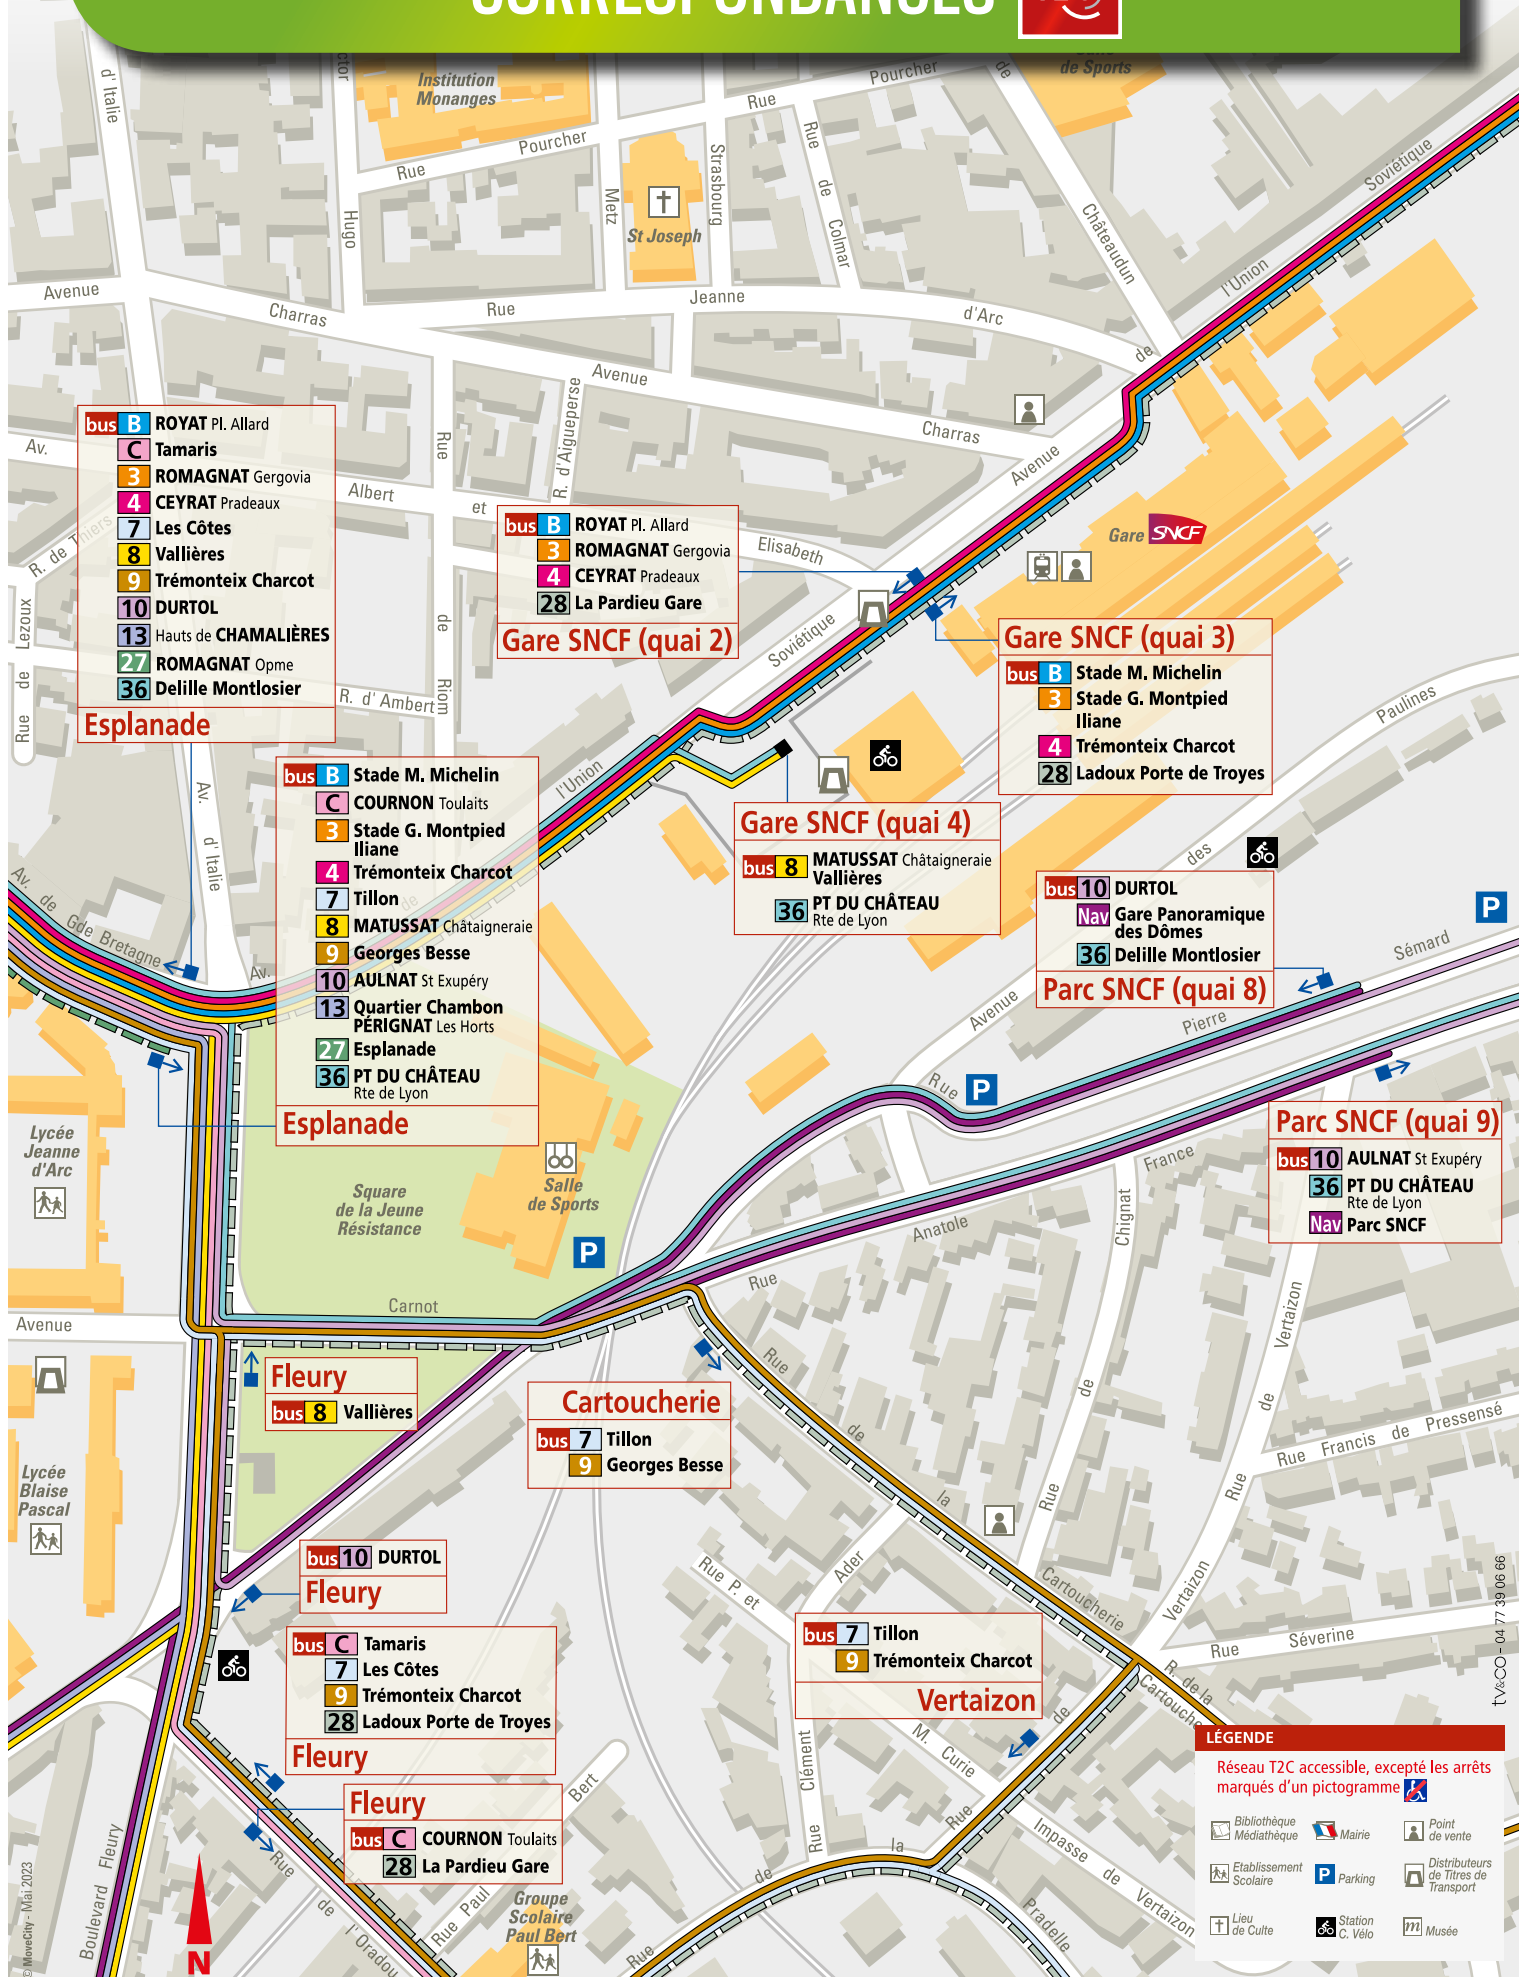 CORRESPONDANCES
Institution
Monanges
de Sports
d'Italie
Hugo
Rue Pourcher
Rue Pourcher
Metz
Strasbourg
Rue de Colmar
St Joseph
de Châteaudun
Avenue de l'Union Soviétique
Avenue Charras
Rue Jeanne d'Arc
Avenue Charras
R. d'Aigueperse
Av. Albert et Elisabeth
R. de Thiers
Rue de Lezoux
Rue de Riom
R. d'Ambert
Av. d'Italie
Gare SNCF
bus B ROYAT Pl. Allard
C Tamaris
3 ROMAGNAT Gergovia
4 CEYRAT Pradeaux
7 Les Côtes
8 Vallières
9 Trémonteix Charcot
10 DURTOL
13 Hauts de CHAMALIÈRES
27 ROMAGNAT Opme
36 Delille Montlosier
Esplanade
bus B ROYAT Pl. Allard
3 ROMAGNAT Gergovia
4 CEYRAT Pradeaux
28 La Pardieu Gare
Gare SNCF (quai 2)
Gare SNCF (quai 3)
bus B Stade M. Michelin
3 Stade G. Montpied
Iliane
4 Trémonteix Charcot
28 Ladoux Porte de Troyes
bus B Stade M. Michelin
C COURNON Toulaits
3 Stade G. Montpied
Iliane
4 Trémonteix Charcot
7 Tillon
8 MATUSSAT Châtaigneraie
9 Georges Besse
10 AULNAT St Exupéry
13 Quartier Chambon
PÉRIGNAT Les Horts
27 Esplanade
36 PT DU CHÂTEAU
Rte de Lyon
Esplanade
Gare SNCF (quai 4)
bus 8 MATUSSAT Châtaigneraie
Vallières
36 PT DU CHÂTEAU
Rte de Lyon
bus 10 DURTOL
Nav Gare Panoramique
des Dômes
36 Delille Montlosier
Parc SNCF (quai 8)
Parc SNCF (quai 9)
bus 10 AULNAT St Exupéry
36 PT DU CHÂTEAU
Rte de Lyon
Nav Parc SNCF
Av. de Gde Bretagne
Av. de l'Union Soviétique
Avenue des Paulines
Rue Pierre Sémard
P
P
P
Lycée
Jeanne
d'Arc
Square
de la Jeune
Résistance
Salle
de Sports
Avenue Carnot
Rue Anatole France
Rue de Chignat
Rue de Vertaizon
Vertaizon
Rue Francis de Pressensé
Fleury
bus 8 Vallières
Cartoucherie
bus 7 Tillon
9 Georges Besse
Lycée
Blaise
Pascal
Rue de la Cartoucherie
bus 10 DURTOL
Fleury
bus C Tamaris
7 Les Côtes
9 Trémonteix Charcot
28 Ladoux Porte de Troyes
Fleury
Fleury
bus C COURNON Toulaits
28 La Pardieu Gare
bus 7 Tillon
9 Trémonteix Charcot
Vertaizon
Rue P. et M. Curie
Rue Clément Ader
Rue Séverine
R. de la
Cartouche
Impasse de Vertaizon
Rue de la Pradelle
Rue Paul Bert
Rue de l'Oradou
Boulevard Fleury
Groupe
Scolaire
Paul Bert
N
© MoveCity - Mai 2023
tv&co - 04 77 39 06 66
LÉGENDE
Réseau T2C accessible, excepté les arrêts
marqués d'un pictogramme
Bibliothèque
Médiathèque
Mairie
Point
de vente
Etablissement
Scolaire
P Parking
Distributeurs
de Titres de
Transport
Lieu
de Culte
Station
C. Vélo
m Musée